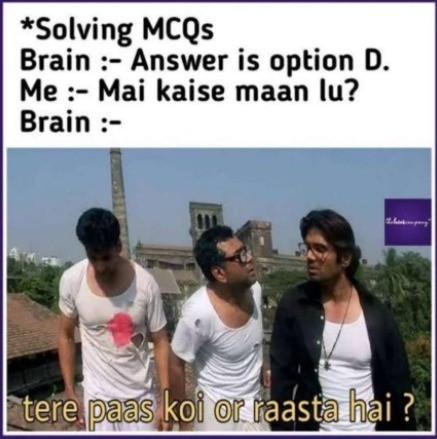 *Solving MCQs
Brain :- Answer is option D.
Me :- Mai kaise maan lu?
Brain :-
tere paas koi or raasta hai ?